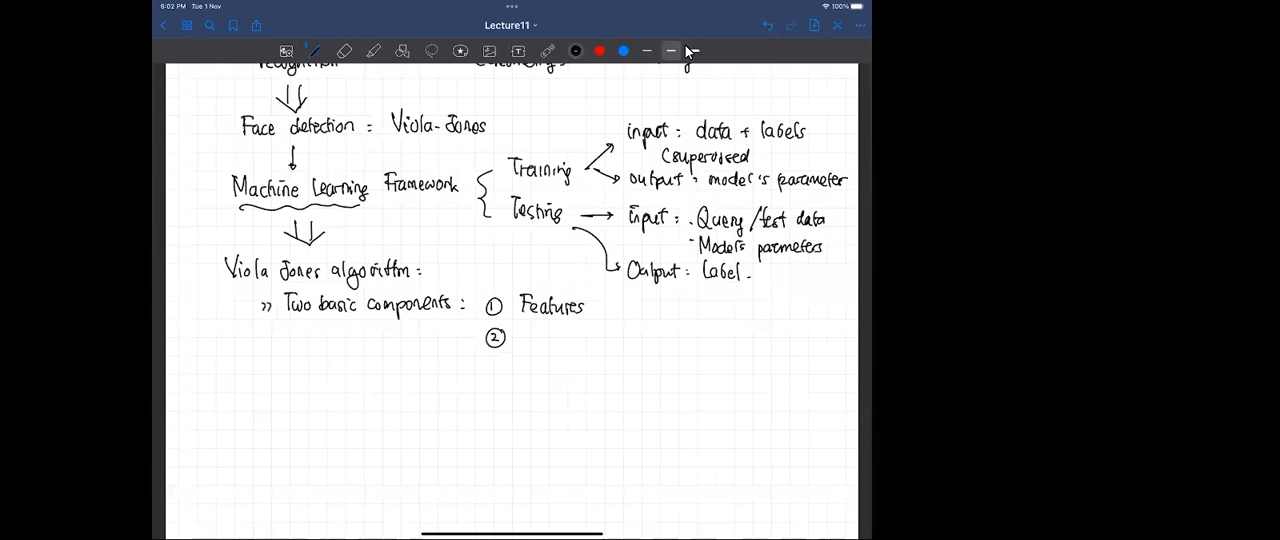 6:02 PM Tue 1 Nov
100%
Lecture11
Face detection : Viola-Jones
input : data + labels
(supervised
Training
output : model's parameter
Machine Learning Framework
Testing
Input : - Query / test data
- Model's parmeters
Output : Label.
Viola Jones algorithm :
>> Two basic components : ① Features
②